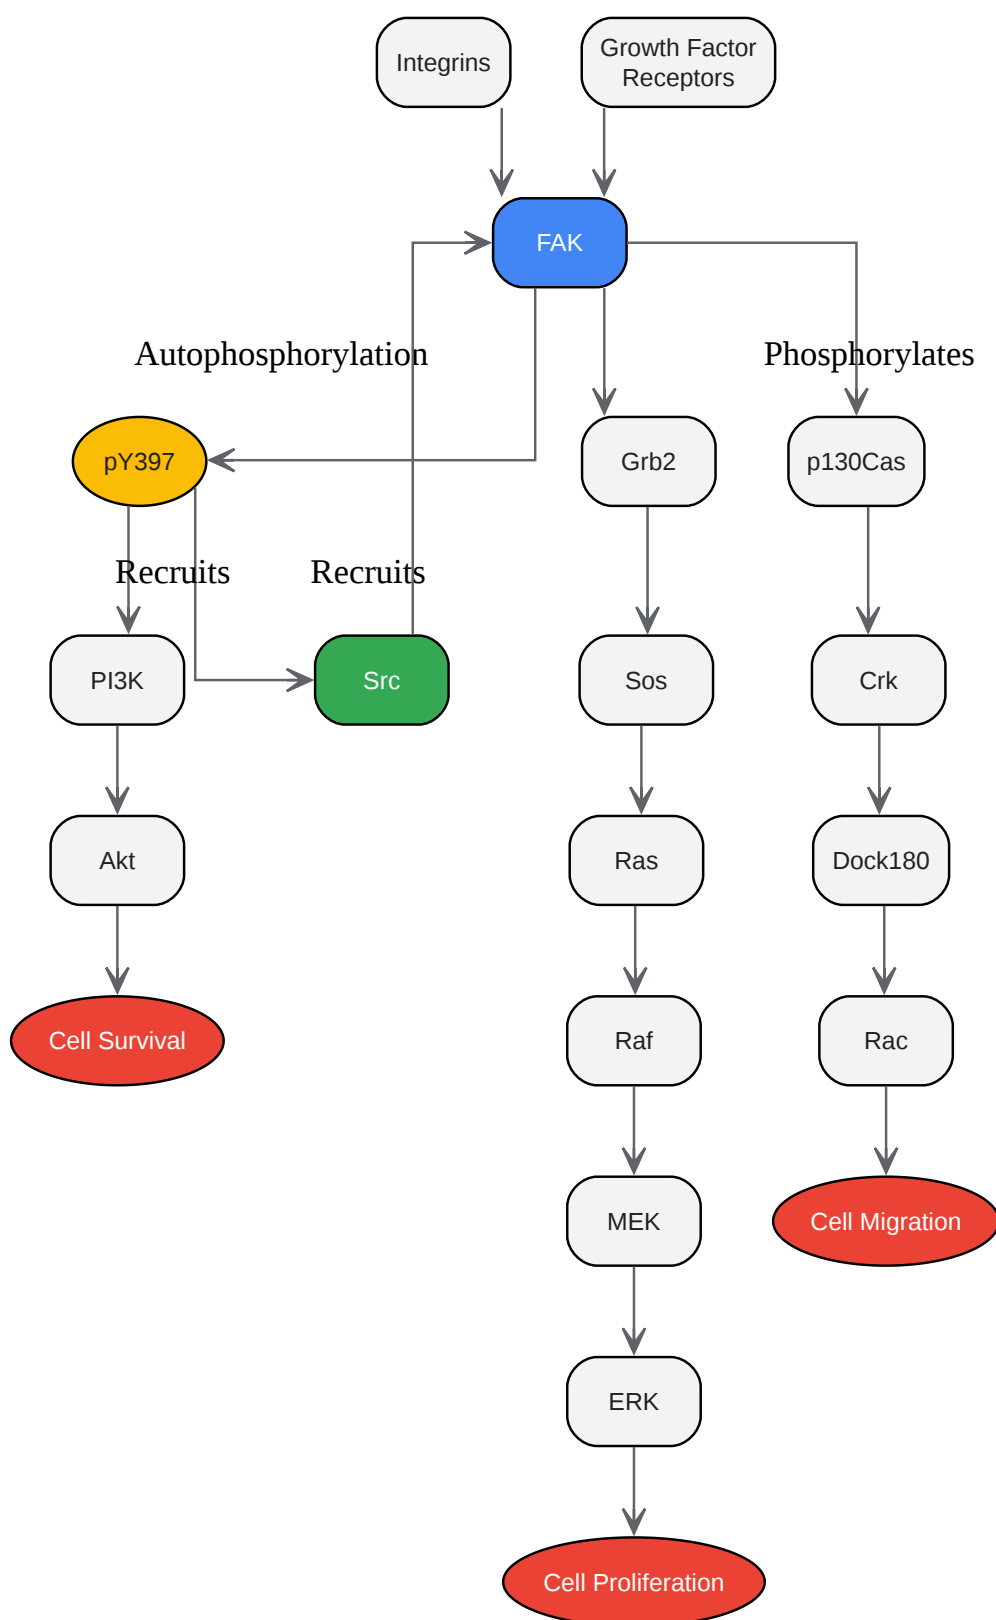 Integrins
Growth Factor
Receptors
FAK
Autophosphorylation
Phosphorylates
pY397
Grb2
p130Cas
Recruits
Recruits
PI3K
Src
Sos
Crk
Akt
Ras
Dock180
Cell Survival
Raf
Rac
MEK
Cell Migration
ERK
Cell Proliferation